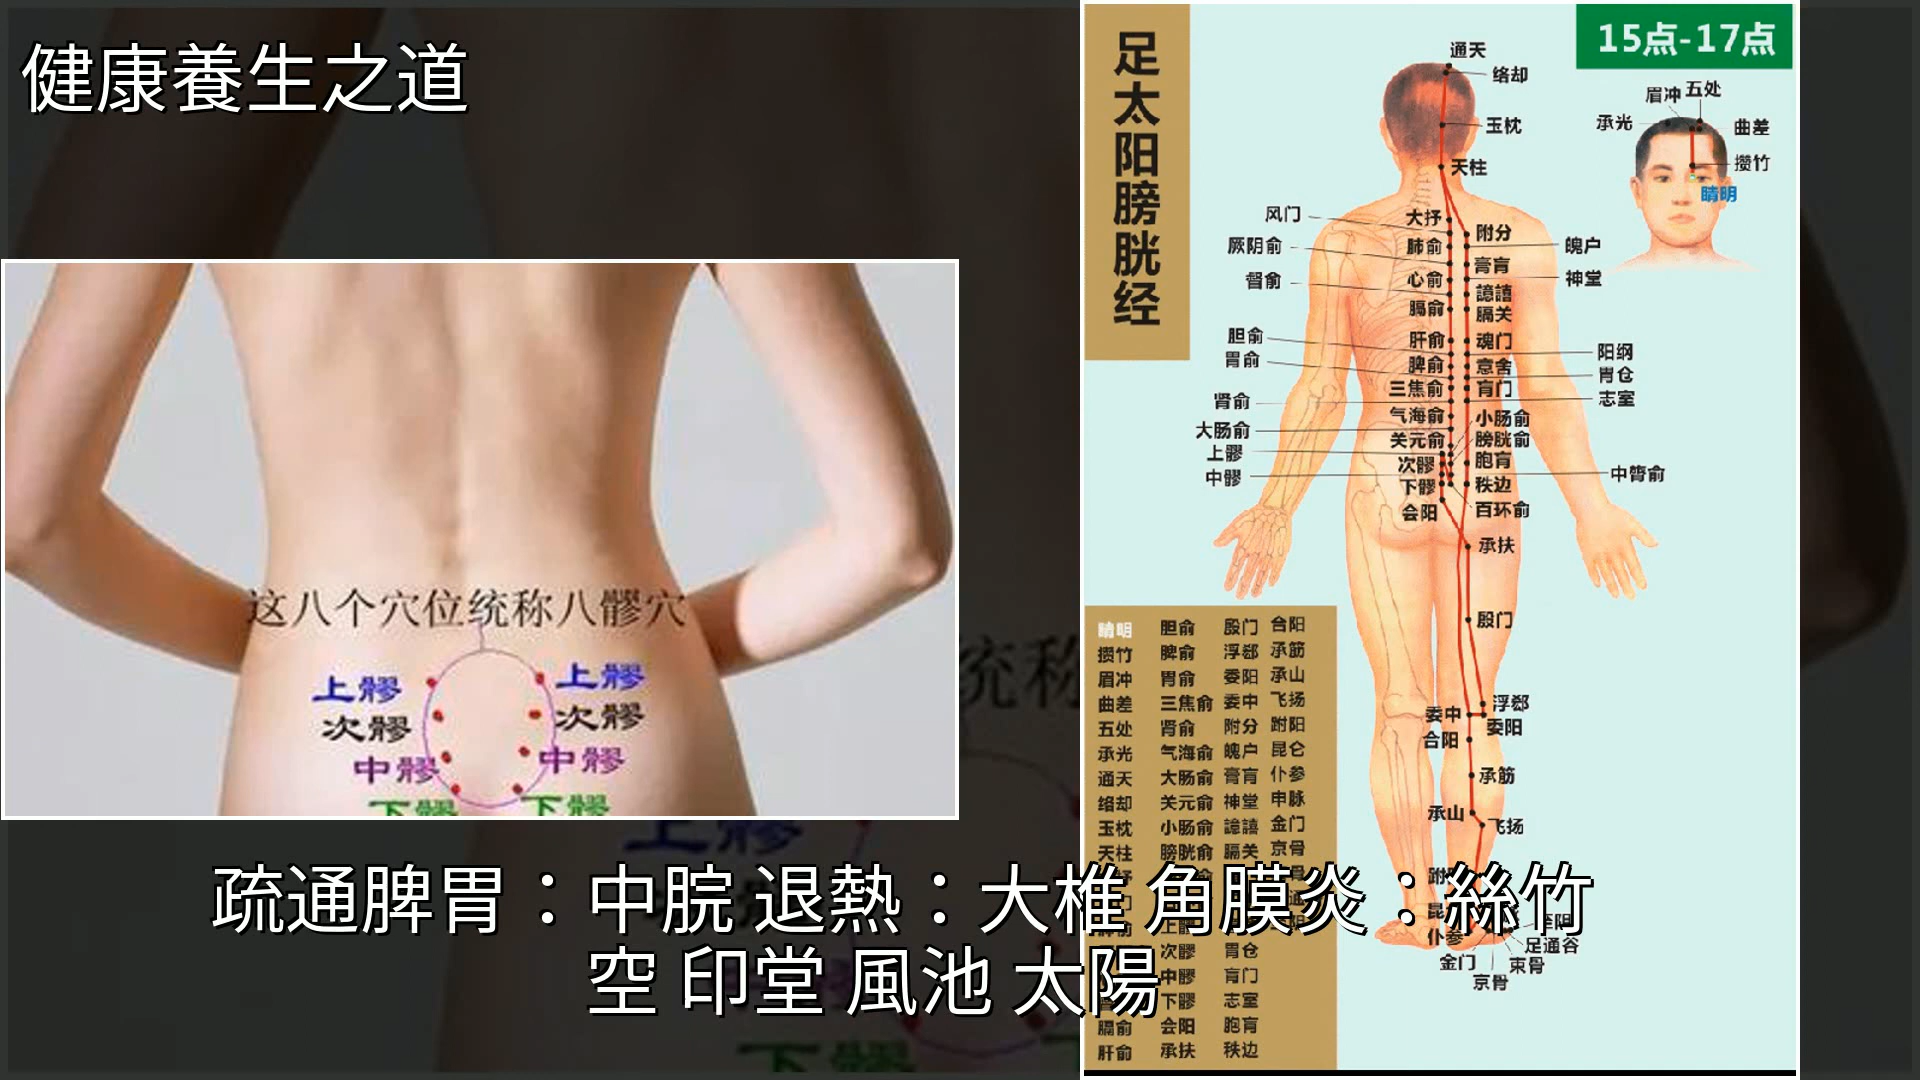 健康養生之道
这八个穴位统称八髎穴
上髎 上髎
次髎 次髎
中髎 中髎
下髎 下髎
足太阳膀胱经
15点-17点
通天
络却
玉枕
天柱
眉冲 五处
承光 曲差
攒竹
睛明
风门 大抒 附分
厥阴俞 肺俞 魄户
膏肓
督俞 心俞 神堂
譩譆
膈俞 膈关
胆俞 肝俞 魂门
胃俞 脾俞 意舍 阳纲
三焦俞 肓门 胃仓
肾俞 志室
气海俞 小肠俞
大肠俞 关元俞 膀胱俞
上髎 次髎 胞肓
中髎 下髎 秩边 中膂俞
会阳 百环俞
承扶
殷门
浮郄
委中 委阳
合阳
承筋
承山 飞扬
仆参 足通谷
金门 束骨
京骨
睛明 胆俞 殷门 合阳
攒竹 脾俞 浮郄 承筋
眉冲 胃俞 委阳 承山
曲差 三焦俞 委中 飞扬
五处 肾俞 附分 跗阳
承光 气海俞 魄户 昆仑
通天 大肠俞 膏肓 仆参
络却 关元俞 神堂 申脉
玉枕 小肠俞 譩譆 金门
天柱 膀胱俞 膈关 京骨
次髎 胃仓
中髎 肓门
下髎 志室
膈俞 会阳 胞肓
肝俞 承扶 秩边
疏通脾胃：中脘 退熱：大椎 角膜炎：絲竹
空 印堂 風池 太陽